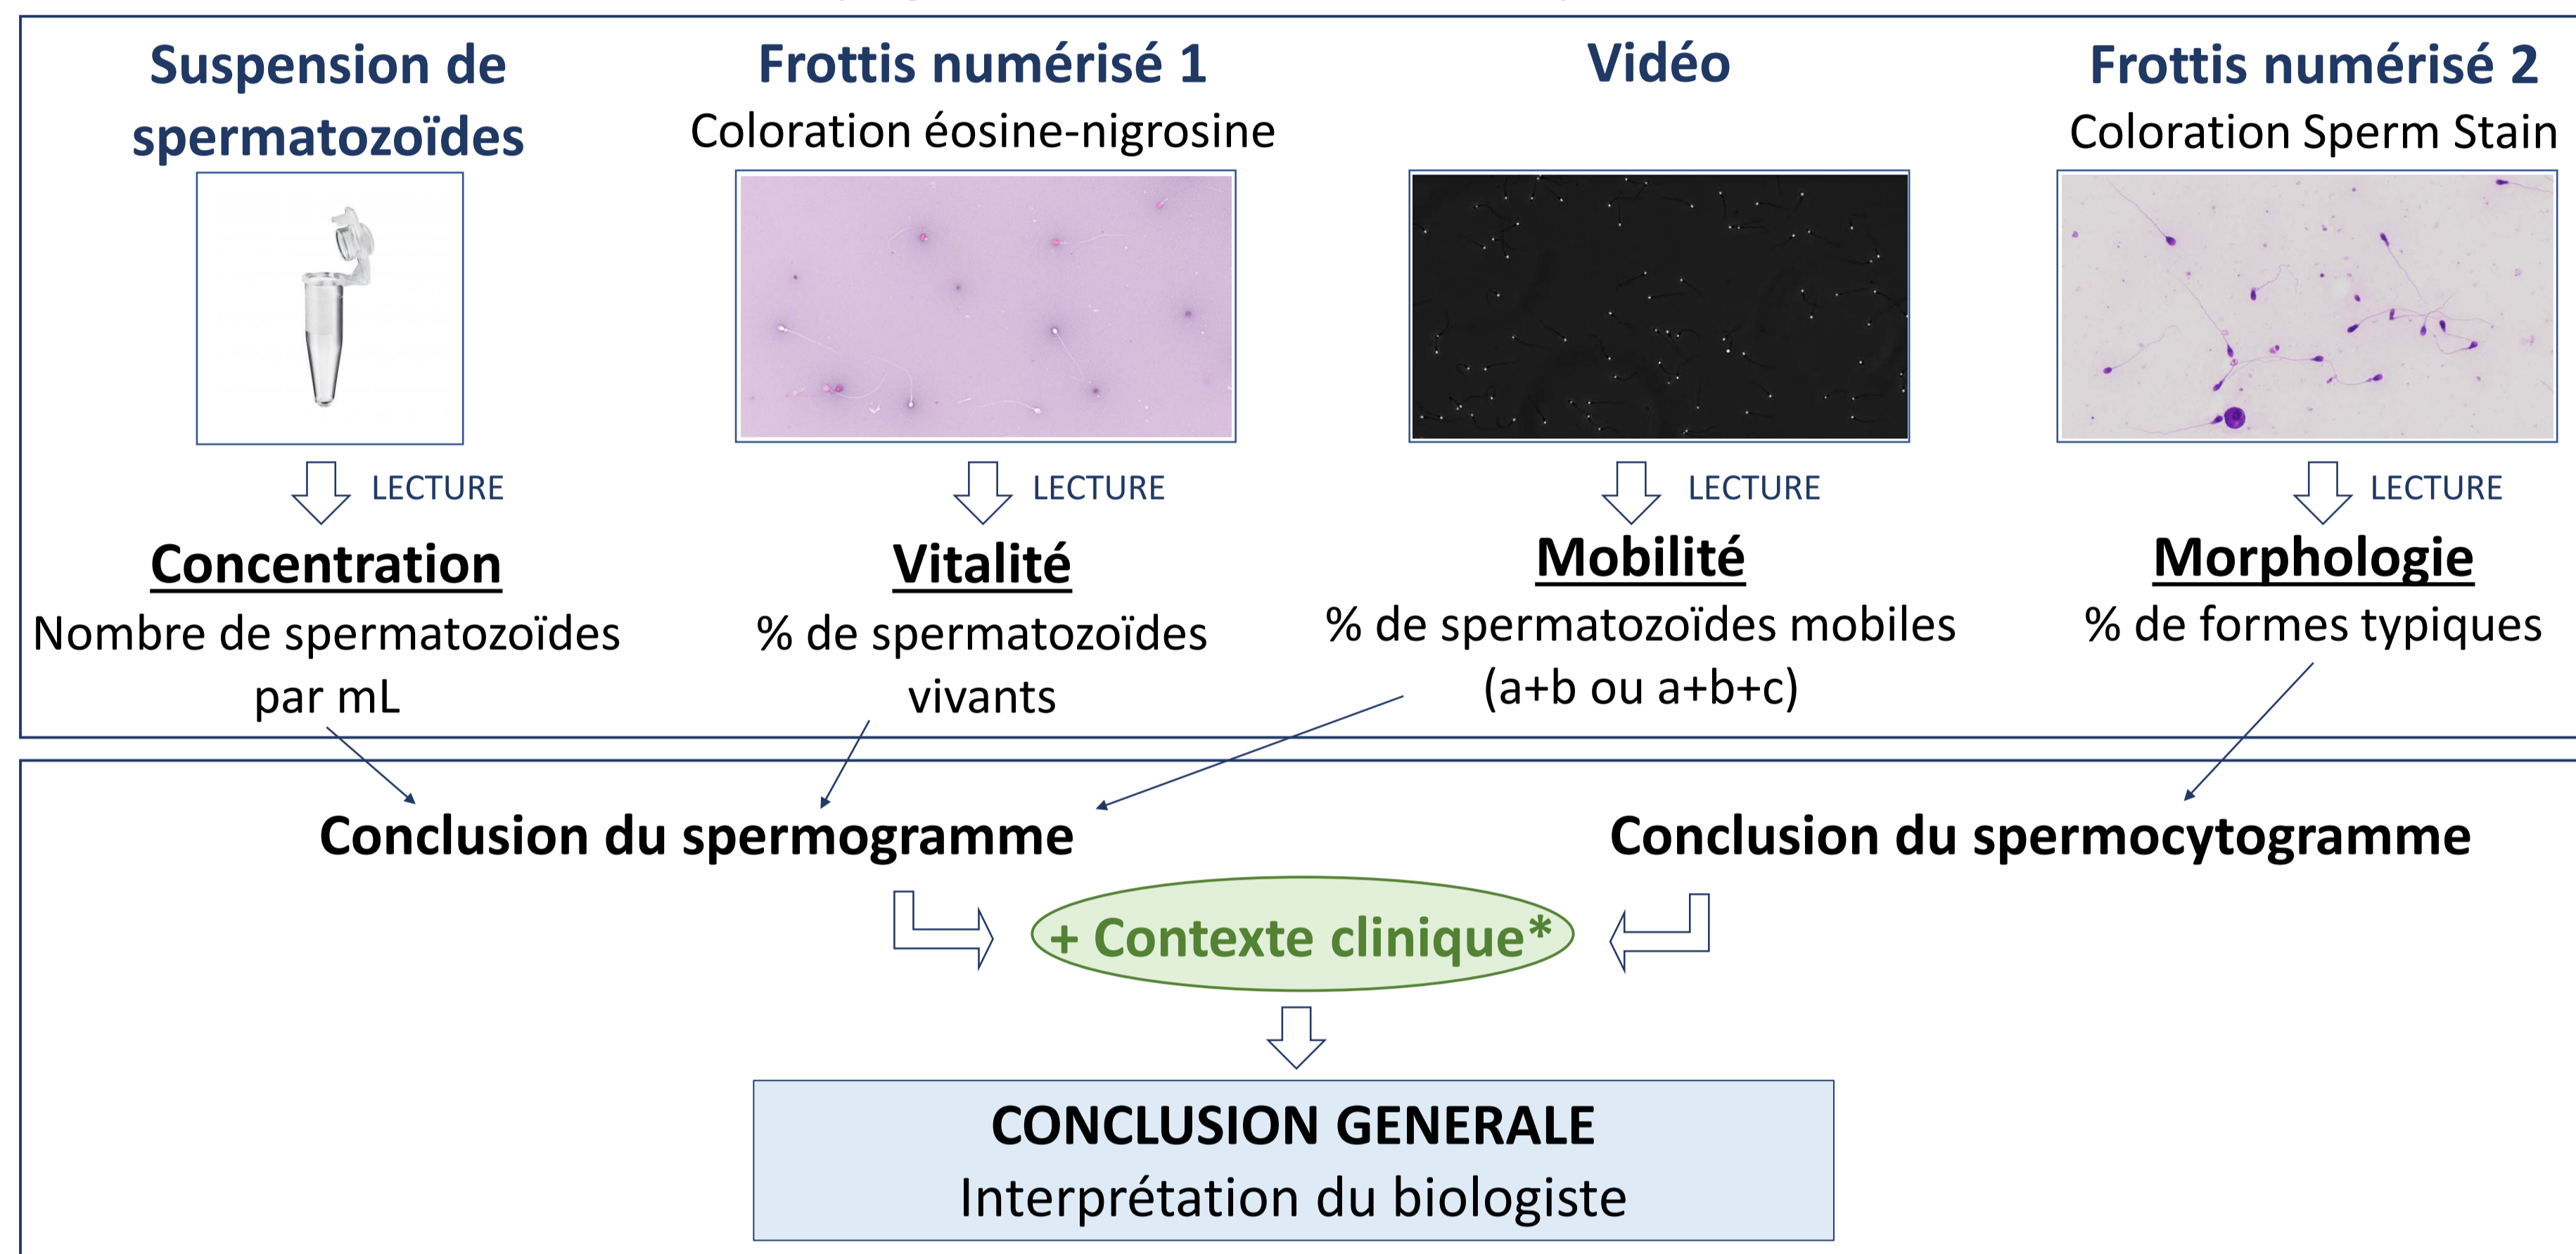 Suspension de
spermatozoïdes
Frottis numérisé 1
Coloration éosine-nigrosine
Vidéo
Frottis numérisé 2
Coloration Sperm Stain
LECTURE
LECTURE
LECTURE
LECTURE
Concentration
Nombre de spermatozoïdes
par mL
Vitalité
% de spermatozoïdes
vivants
Mobilité
% de spermatozoïdes mobiles
(a+b ou a+b+c)
Morphologie
% de formes typiques
Conclusion du spermogramme
Conclusion du spermocytogramme
+ Contexte clinique*
CONCLUSION GENERALE
Interprétation du biologiste